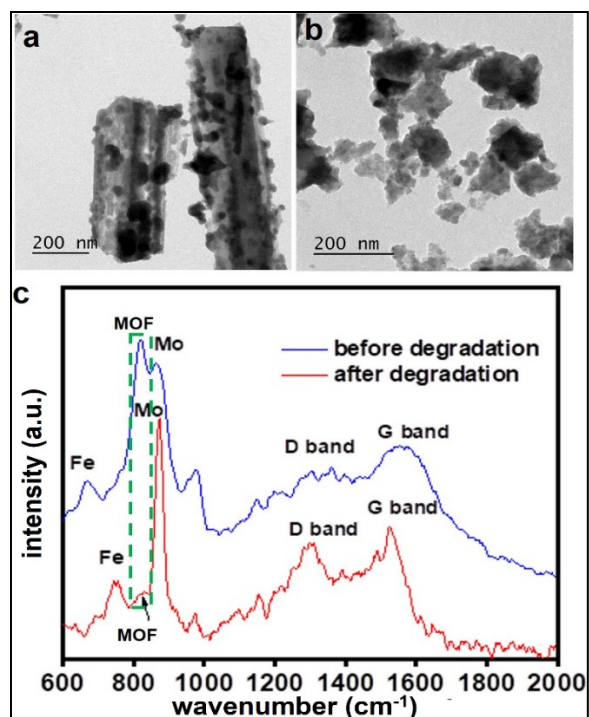 a
b
200 nm
200 nm
c
MOF
Mo
before degradation
after degradation
Mo
Fe
D band
G band
Fe
D band
G band
MOF
intensity (a.u.)
600 800 1000 1200 1400 1600 1800 2000
wavenumber (cm⁻¹)